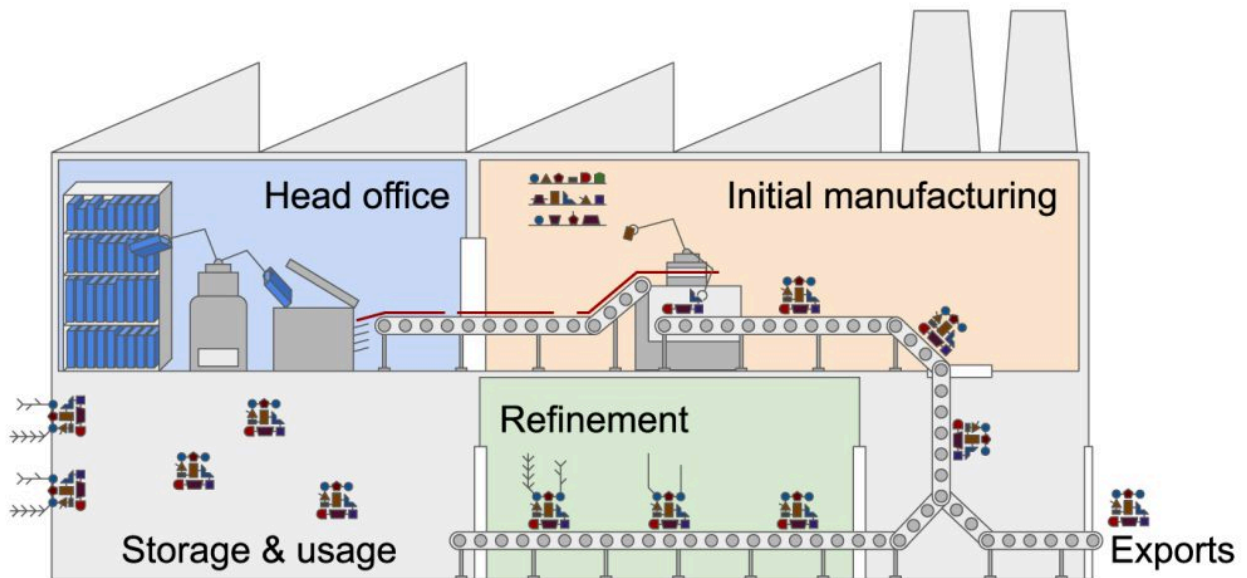 Head office
Initial manufacturing
Refinement
Storage & usage
Exports